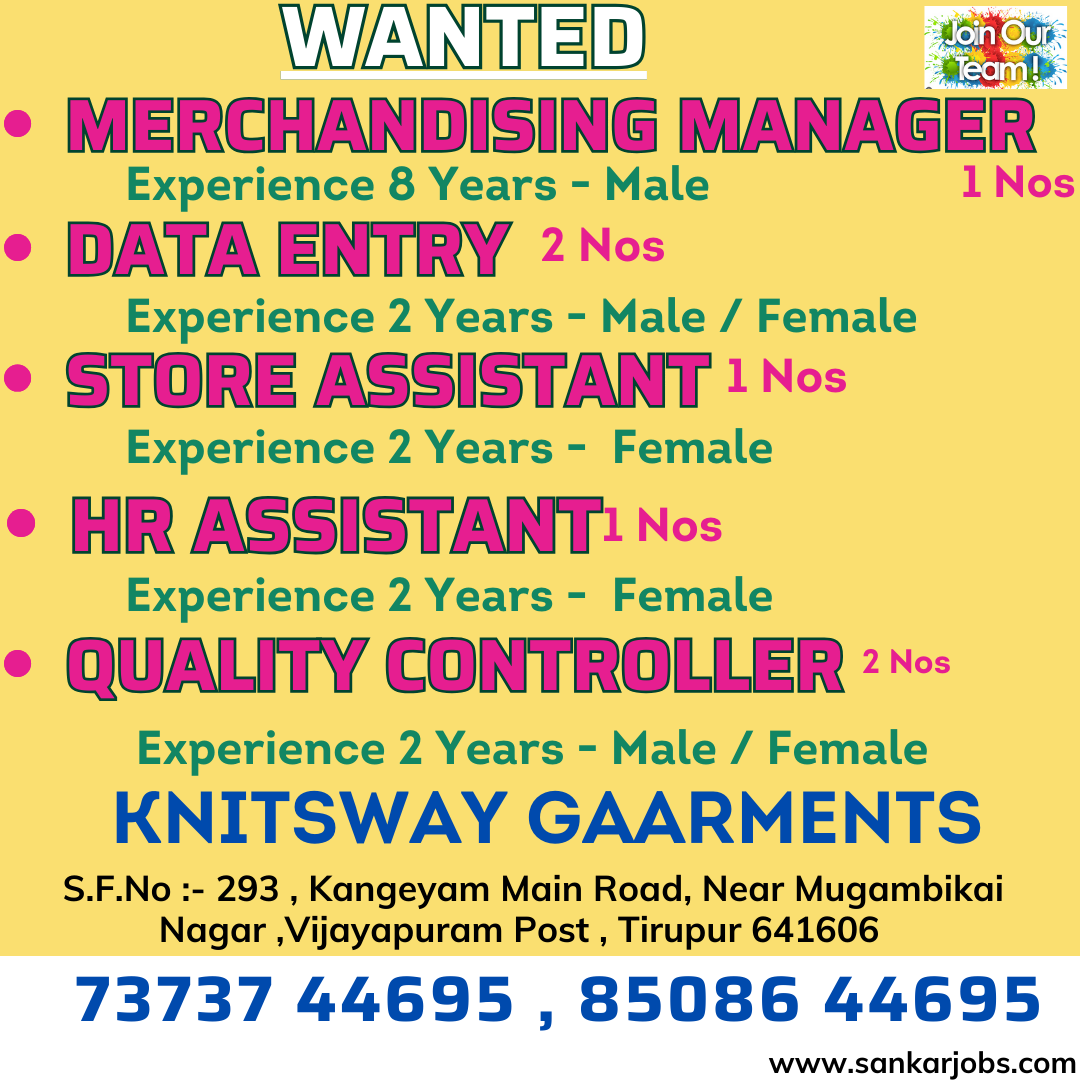 WANTED
Join Our
Team!
• MERCHANDISING MANAGER
Experience 8 Years - Male 1 Nos
• DATA ENTRY 2 Nos
Experience 2 Years - Male / Female
• STORE ASSISTANT 1 Nos
Experience 2 Years - Female
• HR ASSISTANT 1 Nos
Experience 2 Years - Female
• QUALITY CONTROLLER 2 Nos
Experience 2 Years - Male / Female
KNITSWAY GAARMENTS
S.F.No :- 293 , Kangeyam Main Road, Near Mugambikai
Nagar ,Vijayapuram Post , Tirupur 641606
73737 44695 , 85086 44695
www.sankarjobs.com